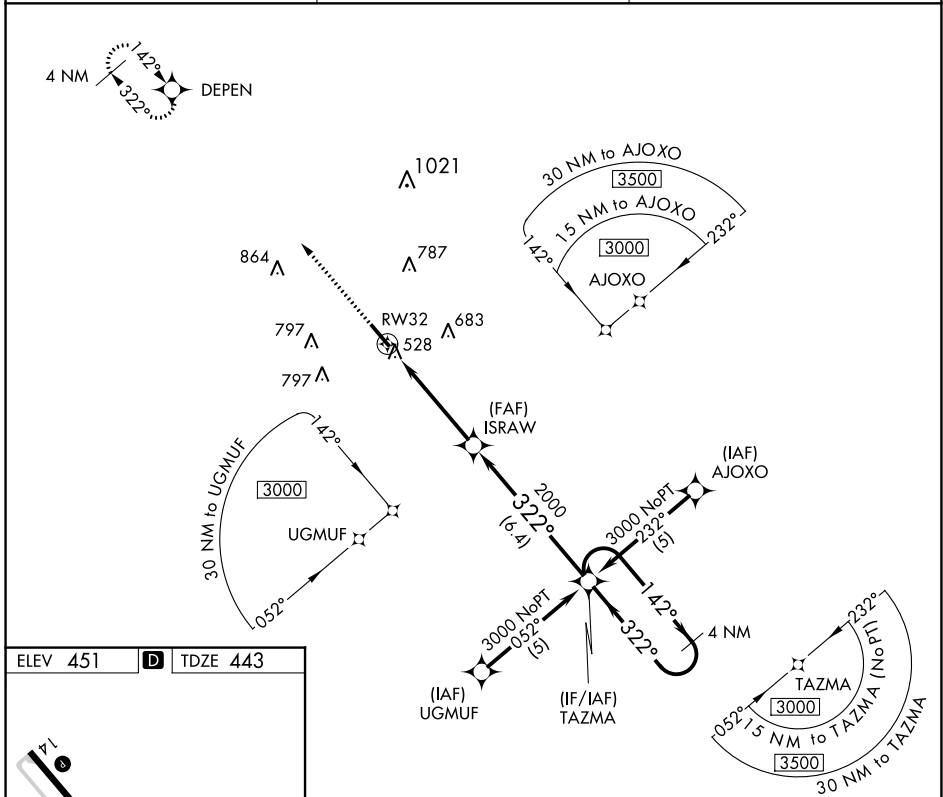 142°
4 NM
DEPEN
322°
1021
30 NM to AJOXO
3500
15 NM to AJOXO
3000
142°
232°
AJOXO
864
787
RW32
683
797
528
797
(FAF)
ISRAW
142°
30 NM to UGMUF
3000
UGMUF
052°
(IAF)
AJOXO
2000
322°
(6.4)
3000 NoPT
232°
(5)
142°
322°
4 NM
3000 NoPT
052°
(5)
(IAF)
UGMUF
(IF/IAF)
TAZMA
232°
052°
TAZMA
3000
15 NM to TAZMA (NoPT)
3500
30 NM to TAZMA
ELEV 451 D TDZE 443
14
P